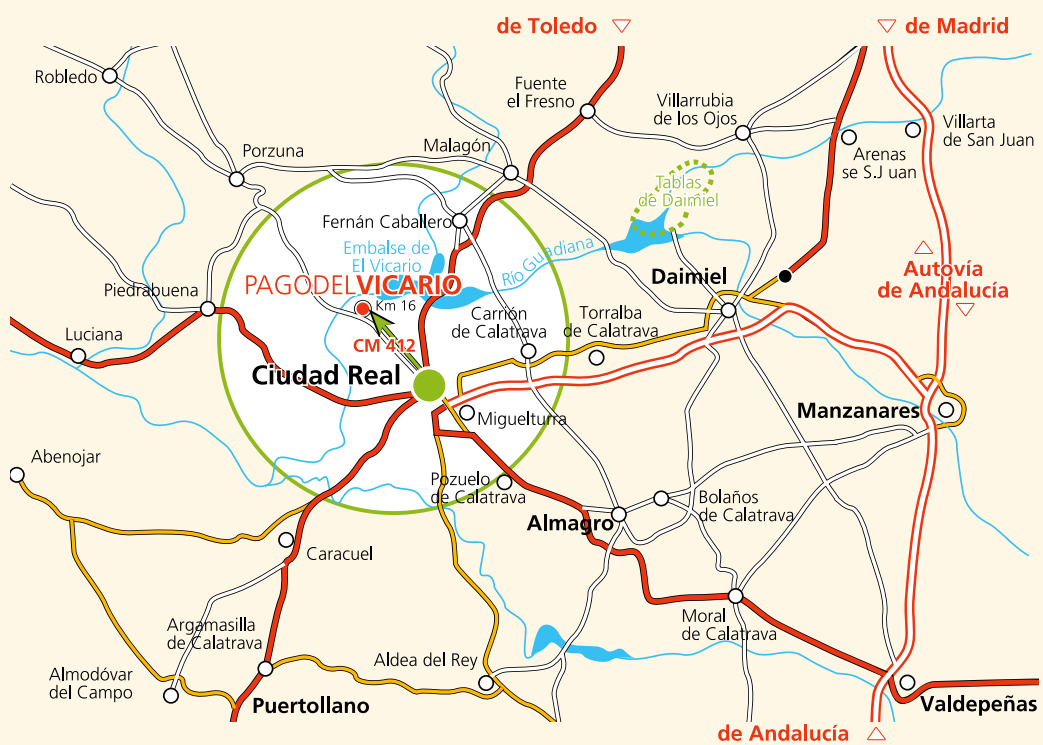 de Toledo
de Madrid
Robledo
Fuente
el Fresno
Villarrubia
de los Ojos
Villarta
de San Juan
Arenas
se S.J uan
Porzuna
Malagón
Tablas
de Daimiel
Fernán Caballero
Embalse de
El Vicario
Río Guadiana
Daimiel
Autovía
de Andalucía
PAGODELVICARIO
Km 16
Piedrabuena
Carrión
de Calatrava
Torralba
de Calatrava
Luciana
CM 412
Ciudad Real
Miguelturra
Manzanares
Abenojar
Pozuelo
de Calatrava
Bolaños
de Calatrava
Almagro
Caracuel
Moral
de Calatrava
Argamasilla
de Calatrava
Aldea del Rey
Almodóvar
del Campo
Puertollano
Valdepeñas
de Andalucía